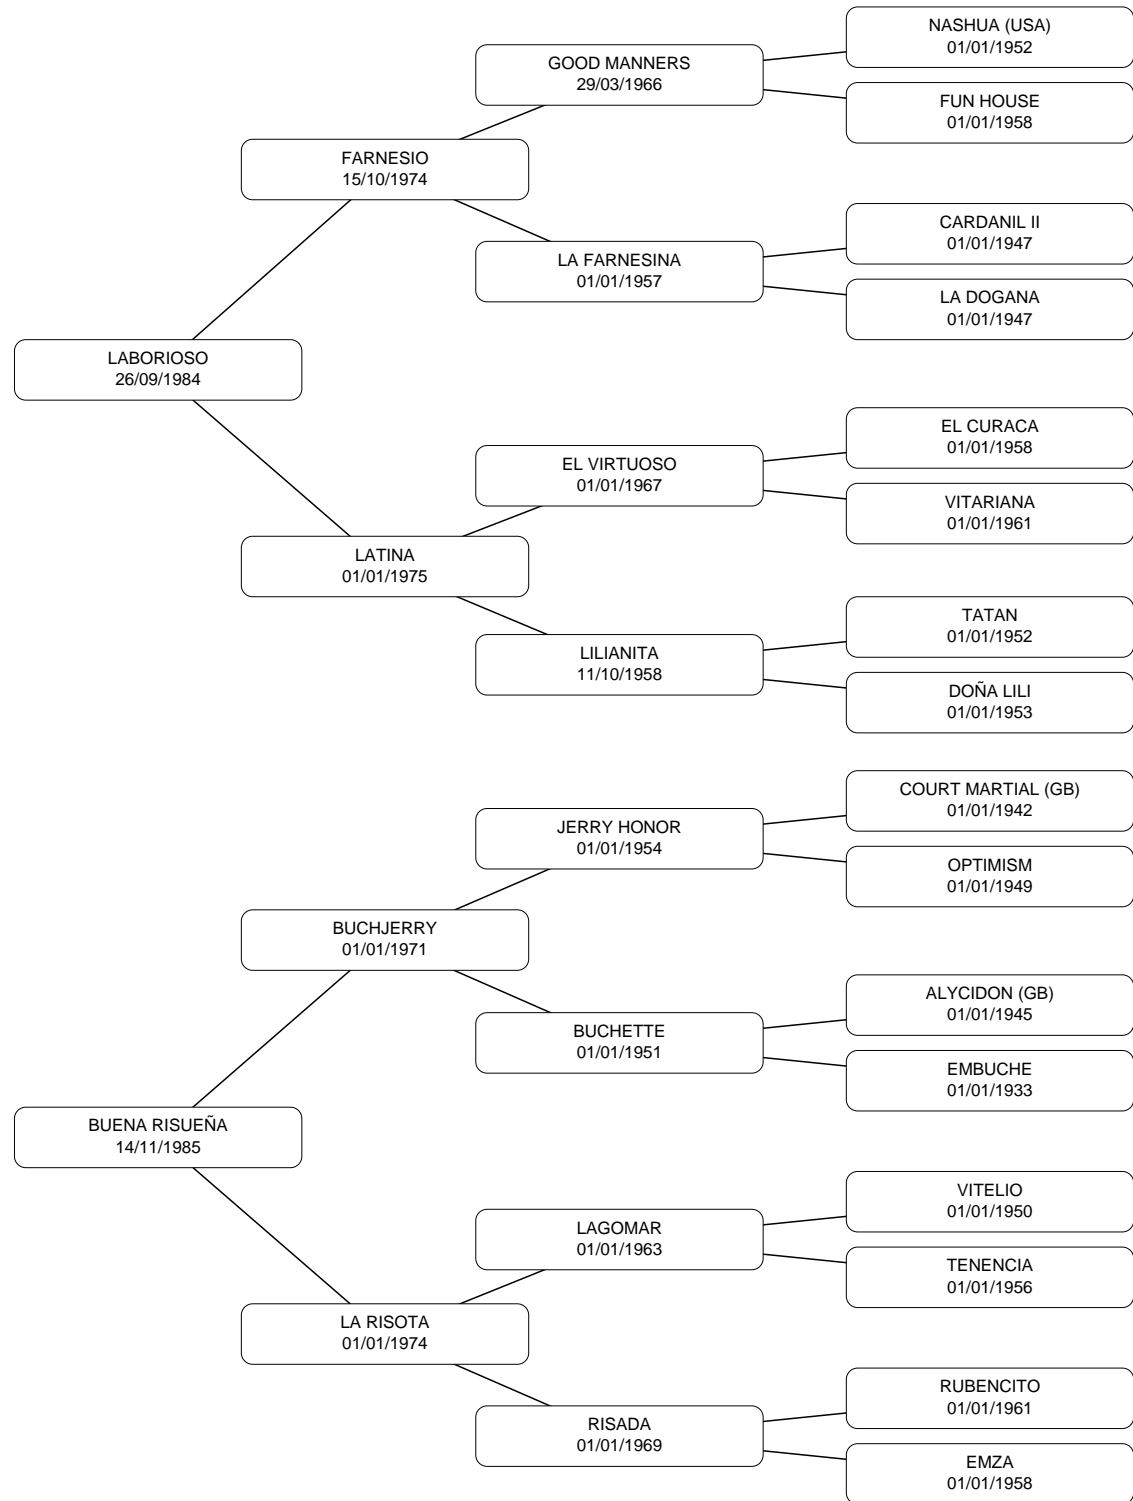 NASHUA (USA)
01/01/1952
GOOD MANNERS
29/03/1966
FUN HOUSE
01/01/1958
FARNESIO
15/10/1974
CARDANIL II
01/01/1947
LA FARNESINA
01/01/1957
LA DOGANA
01/01/1947
LABORIOSO
26/09/1984
EL CURACA
01/01/1958
EL VIRTUOSO
01/01/1967
VITARIANA
01/01/1961
LATINA
01/01/1975
TATAN
01/01/1952
LILIANITA
11/10/1958
DOÑA LILI
01/01/1953
COURT MARTIAL (GB)
01/01/1942
JERRY HONOR
01/01/1954
OPTIMISM
01/01/1949
BUCHJERRY
01/01/1971
ALYCIDON (GB)
01/01/1945
BUCHETTE
01/01/1951
EMBUCHE
01/01/1933
BUENA RISUEÑA
14/11/1985
VITELIO
01/01/1950
LAGOMAR
01/01/1963
TENENCIA
01/01/1956
LA RISOTA
01/01/1974
RUBENCITO
01/01/1961
RISADA
01/01/1969
EMZA
01/01/1958